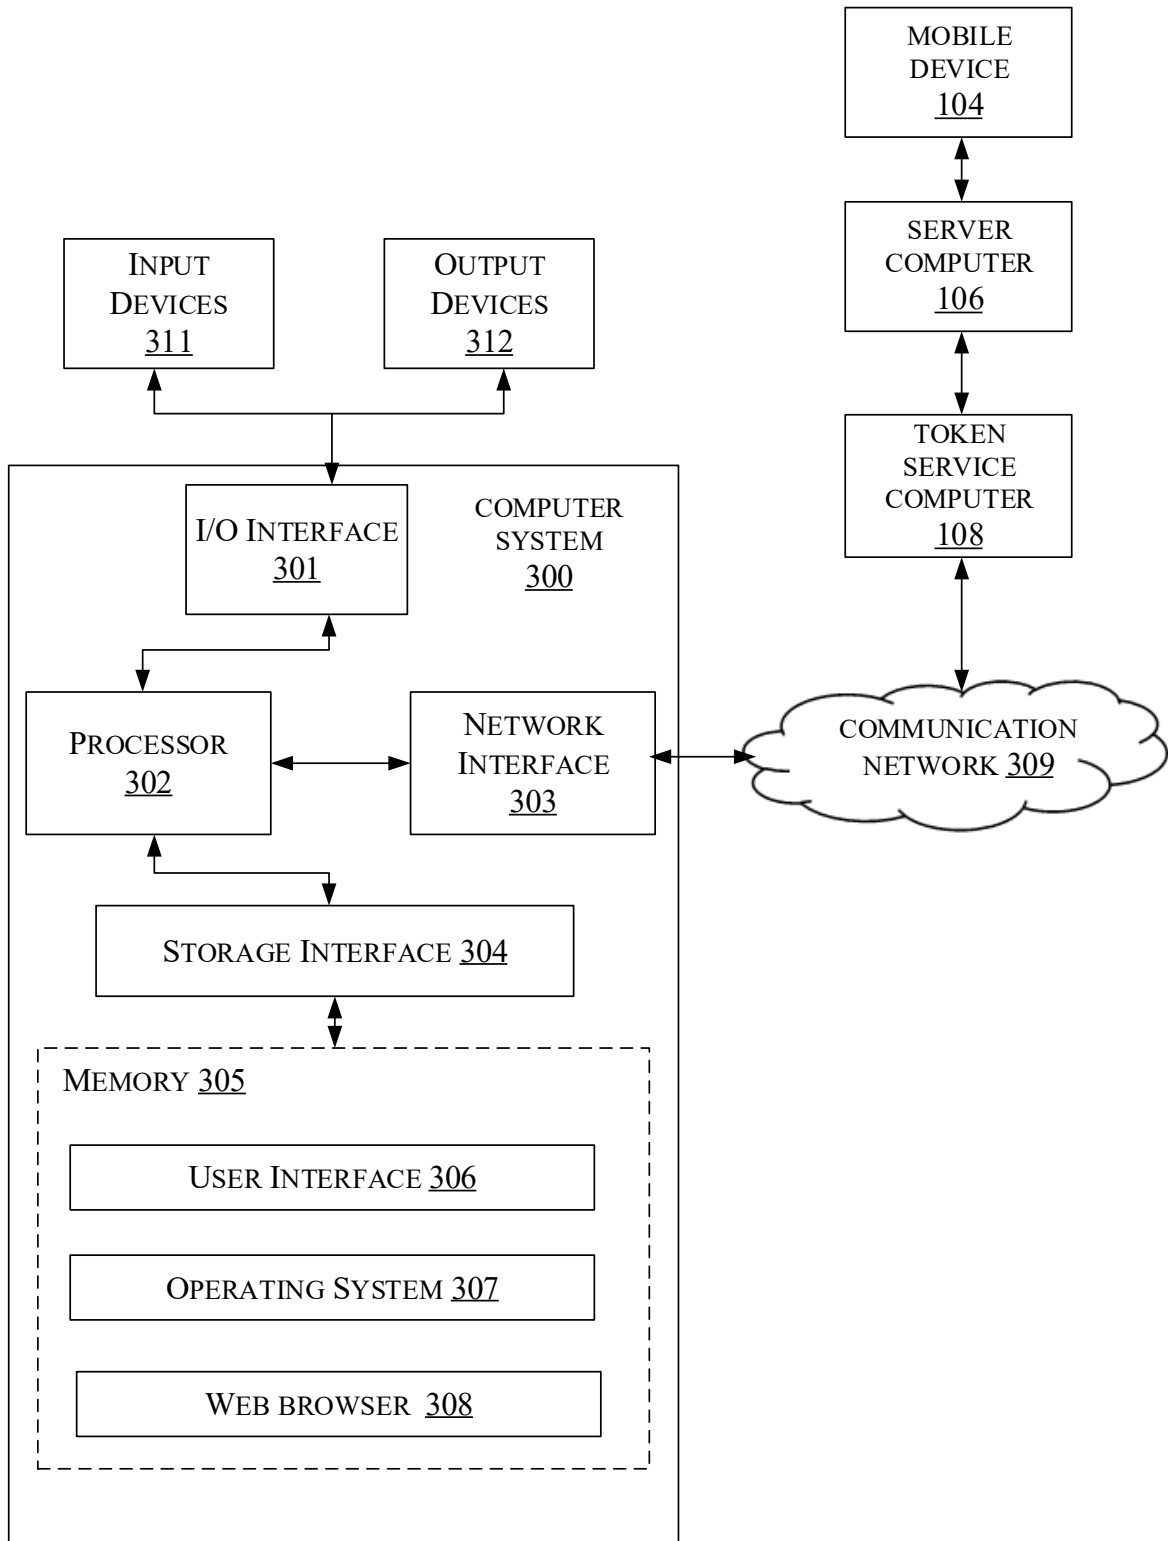 MOBILE
DEVICE
104
SERVER
COMPUTER
106
INPUT
DEVICES
311
OUTPUT
DEVICES
312
TOKEN
SERVICE
COMPUTER
108
I/O INTERFACE
301
COMPUTER
SYSTEM
300
PROCESSOR
302
NETWORK
INTERFACE
303
COMMUNICATION
NETWORK 309
STORAGE INTERFACE 304
MEMORY 305
USER INTERFACE 306
OPERATING SYSTEM 307
WEB BROWSER 308